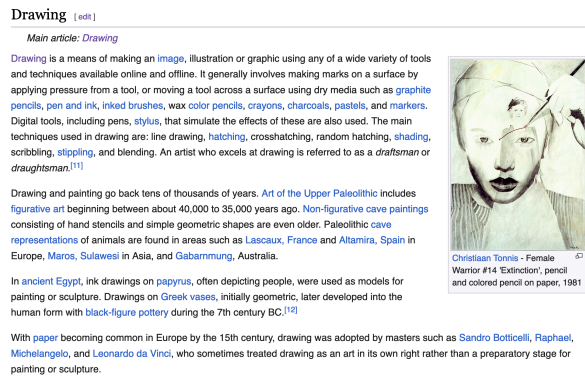 Drawing [ edit ]
Main article: Drawing
Drawing is a means of making an image, illustration or graphic using any of a wide variety of tools
and techniques available online and offline. It generally involves making marks on a surface by
applying pressure from a tool, or moving a tool across a surface using dry media such as graphite
pencils, pen and ink, inked brushes, wax color pencils, crayons, charcoals, pastels, and markers.
Digital tools, including pens, stylus, that simulate the effects of these are also used. The main
techniques used in drawing are: line drawing, hatching, crosshatching, random hatching, shading,
scribbling, stippling, and blending. An artist who excels at drawing is referred to as a draftsman or
draughtsman.[11]
Drawing and painting go back tens of thousands of years. Art of the Upper Paleolithic includes
figurative art beginning between about 40,000 to 35,000 years ago. Non-figurative cave paintings
consisting of hand stencils and simple geometric shapes are even older. Paleolithic cave
representations of animals are found in areas such as Lascaux, France and Altamira, Spain in
Europe, Maros, Sulawesi in Asia, and Gabarnmung, Australia.
In ancient Egypt, ink drawings on papyrus, often depicting people, were used as models for
painting or sculpture. Drawings on Greek vases, initially geometric, later developed into the
human form with black-figure pottery during the 7th century BC.[12]
With paper becoming common in Europe by the 15th century, drawing was adopted by masters such as Sandro Botticelli, Raphael,
Michelangelo, and Leonardo da Vinci, who sometimes treated drawing as an art in its own right rather than a preparatory stage for
painting or sculpture.
Christiaan Tonnis - Female
Warrior #14 'Extinction', pencil
and colored pencil on paper, 1981